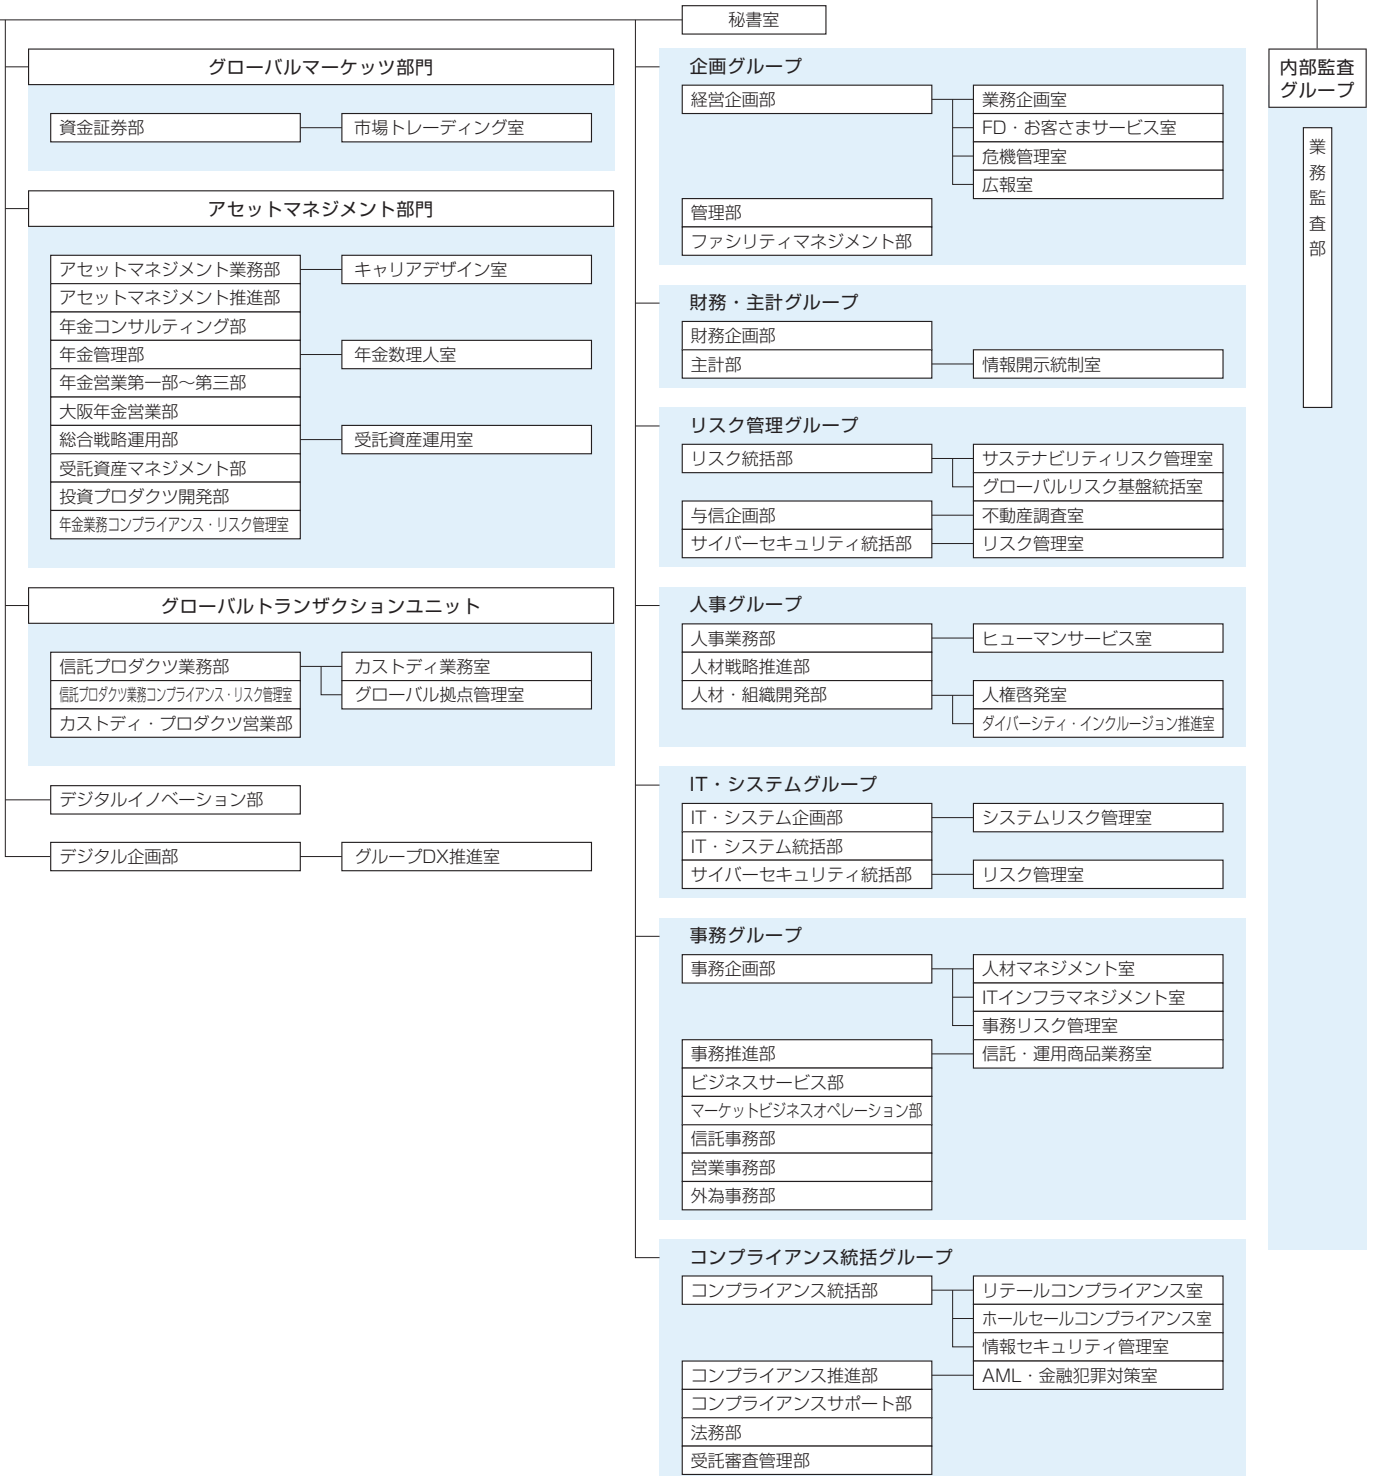 秘書室
グローバルマーケッツ部門
資金証券部
市場トレーディング室
アセットマネジメント部門
アセットマネジメント業務部
キャリアデザイン室
アセットマネジメント推進部
年金コンサルティング部
年金管理部
年金数理人室
年金営業第一部〜第三部
大阪年金営業部
総合戦略運用部
受託資産運用室
受託資産マネジメント部
投資プロダクツ開発部
年金業務コンプライアンス・リスク管理室
グローバルトランザクションユニット
信託プロダクツ業務部
カストディ業務室
信託プロダクツ業務コンプライアンス・リスク管理室
グローバル拠点管理室
カストディ・プロダクツ営業部
デジタルイノベーション部
デジタル企画部
グループDX推進室
企画グループ
経営企画部
業務企画室
FD・お客さまサービス室
危機管理室
広報室
管理部
ファシリティマネジメント部
財務・主計グループ
財務企画部
主計部
情報開示統制室
リスク管理グループ
リスク統括部
サステナビリティリスク管理室
グローバルリスク基盤統括室
与信企画部
不動産調査室
サイバーセキュリティ統括部
リスク管理室
人事グループ
人事業務部
ヒューマンサービス室
人材戦略推進部
人材・組織開発部
人権啓発室
ダイバーシティ・インクルージョン推進室
IT・システムグループ
IT・システム企画部
システムリスク管理室
IT・システム統括部
サイバーセキュリティ統括部
リスク管理室
事務グループ
事務企画部
人材マネジメント室
ITインフラマネジメント室
事務リスク管理室
事務推進部
信託・運用商品業務室
ビジネスサービス部
マーケットビジネスオペレーション部
信託事務部
営業事務部
外為事務部
コンプライアンス統括グループ
コンプライアンス統括部
リテールコンプライアンス室
ホールセールコンプライアンス室
情報セキュリティ管理室
コンプライアンス推進部
AML・金融犯罪対策室
コンプライアンスサポート部
法務部
受託審査管理部
内部監査
グループ
業務監査部